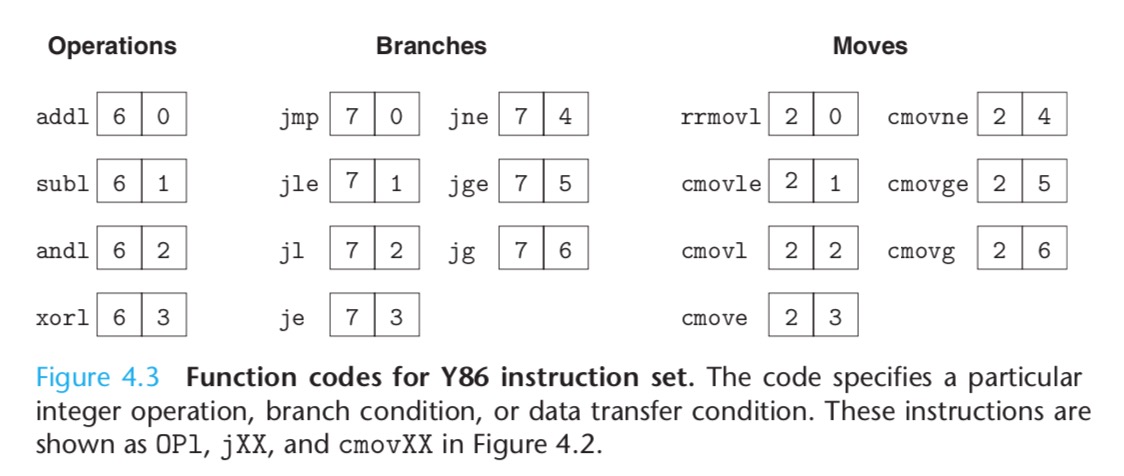 Operations Branches Moves
addl 6 0 jmp 7 0 jne 7 4 rrmovl 2 0 cmovne 2 4
subl 6 1 jle 7 1 jge 7 5 cmovle 2 1 cmovge 2 5
andl 6 2 jl 7 2 jg 7 6 cmovl 2 2 cmovg 2 6
xorl 6 3 je 7 3 cmove 2 3
Figure 4.3 Function codes for Y86 instruction set. The code specifies a particular
integer operation, branch condition, or data transfer condition. These instructions are
shown as OPl, jXX, and cmovXX in Figure 4.2.